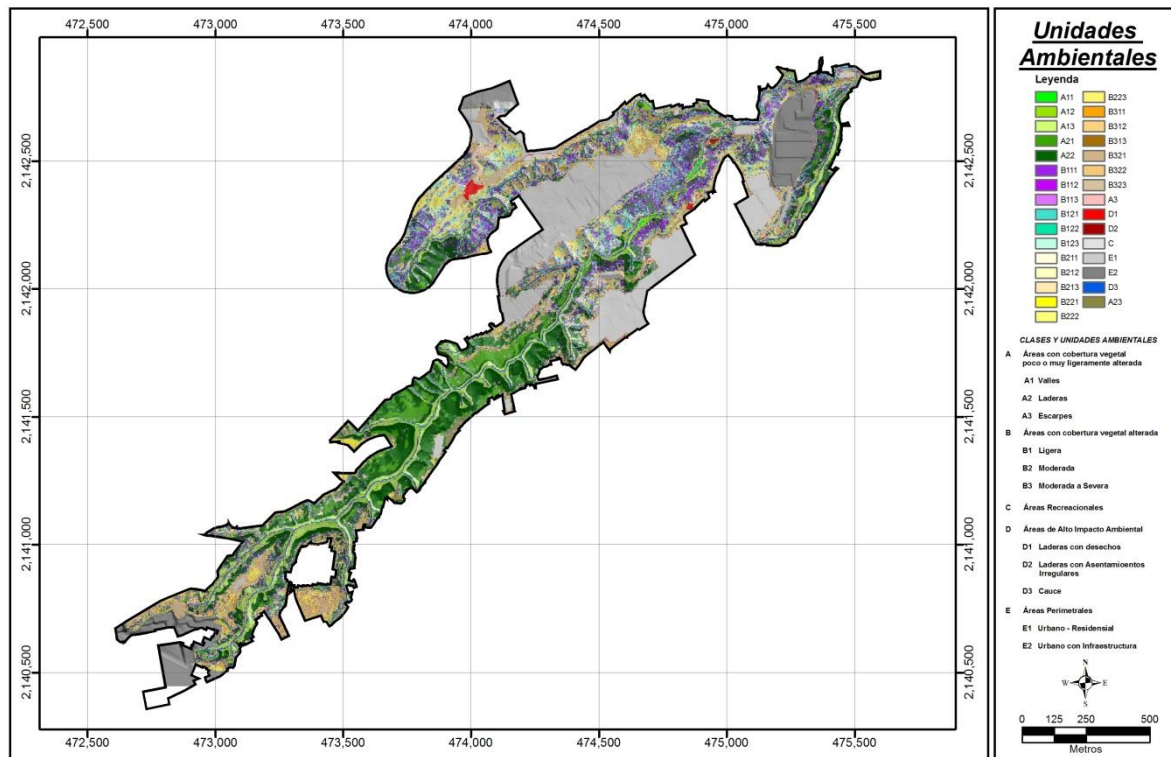 472,500 473,000 473,500 474,000 474,500 475,000 475,500
2,142,500
2,142,000
2,141,500
2,141,000
2,140,500
2,142,500
2,142,000
2,141,500
2,141,000
2,140,500
472,500 473,000 473,500 474,000 474,500 475,000 475,500
Unidades
Ambientales
Leyenda
A11 B223
A12 B311
A13 B312
A21 B313
A22 B321
B111 B322
B112 B323
B113 A3
B121 D1
B122 D2
B123 C
B211 E1
B212 E2
B213 D3
B221 A23
B222
CLASES Y UNIDADES AMBIENTALES
A Áreas con cobertura vegetal
poco o muy ligeramente alterada
A1 Valles
A2 Laderas
A3 Escarpes
B Áreas con cobertura vegetal alterada
B1 Ligera
B2 Moderada
B3 Moderada a Severa
C Áreas Recreacionales
D Áreas de Alto Impacto Ambiental
D1 Laderas con desechos
D2 Laderas con Asentamioentos
Irregulares
D3 Cauce
E Áreas Perimetrales
E1 Urbano - Residencial
E2 Urbano con Infraestructura
N
W E
S
0 125 250 500
Metros